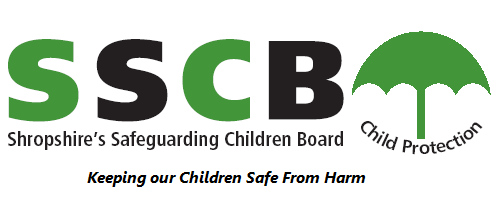 SSCB
Shropshire's Safeguarding Children Board
Child Protection
Keeping our Children Safe From Harm